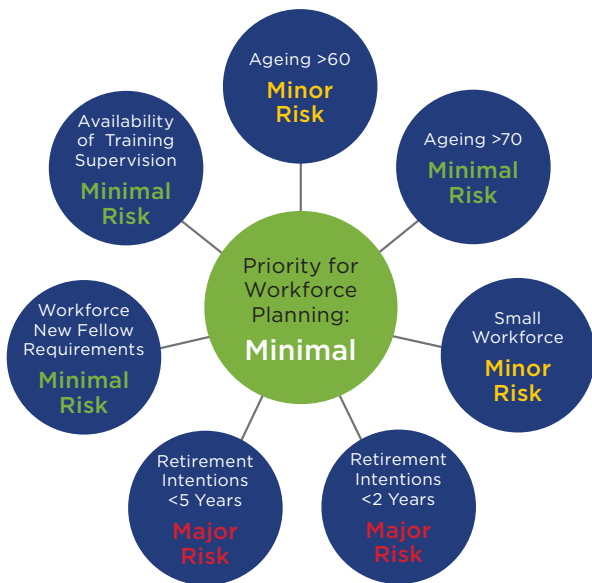 Ageing >60
Minor
Risk
Ageing >70
Minimal
Risk
Small
Workforce
Minor
Risk
Retirement
Intentions
<2 Years
Major
Risk
Retirement
Intentions
<5 Years
Major
Risk
Workforce
New Fellow
Requirements
Minimal
Risk
Availability
of Training
Supervision
Minimal
Risk
Priority for
Workforce
Planning:
Minimal